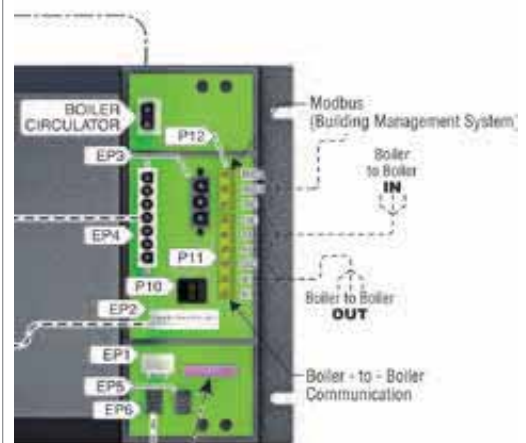 BOILER
CIRCULATOR
P12
EP3
EP4
P11
P10
EP2
EP1
EP5
EP6
Modbus
(Building Management System)
Boiler
to Boiler
IN
Boiler to Boiler
OUT
Boiler - to - Boiler
Communication